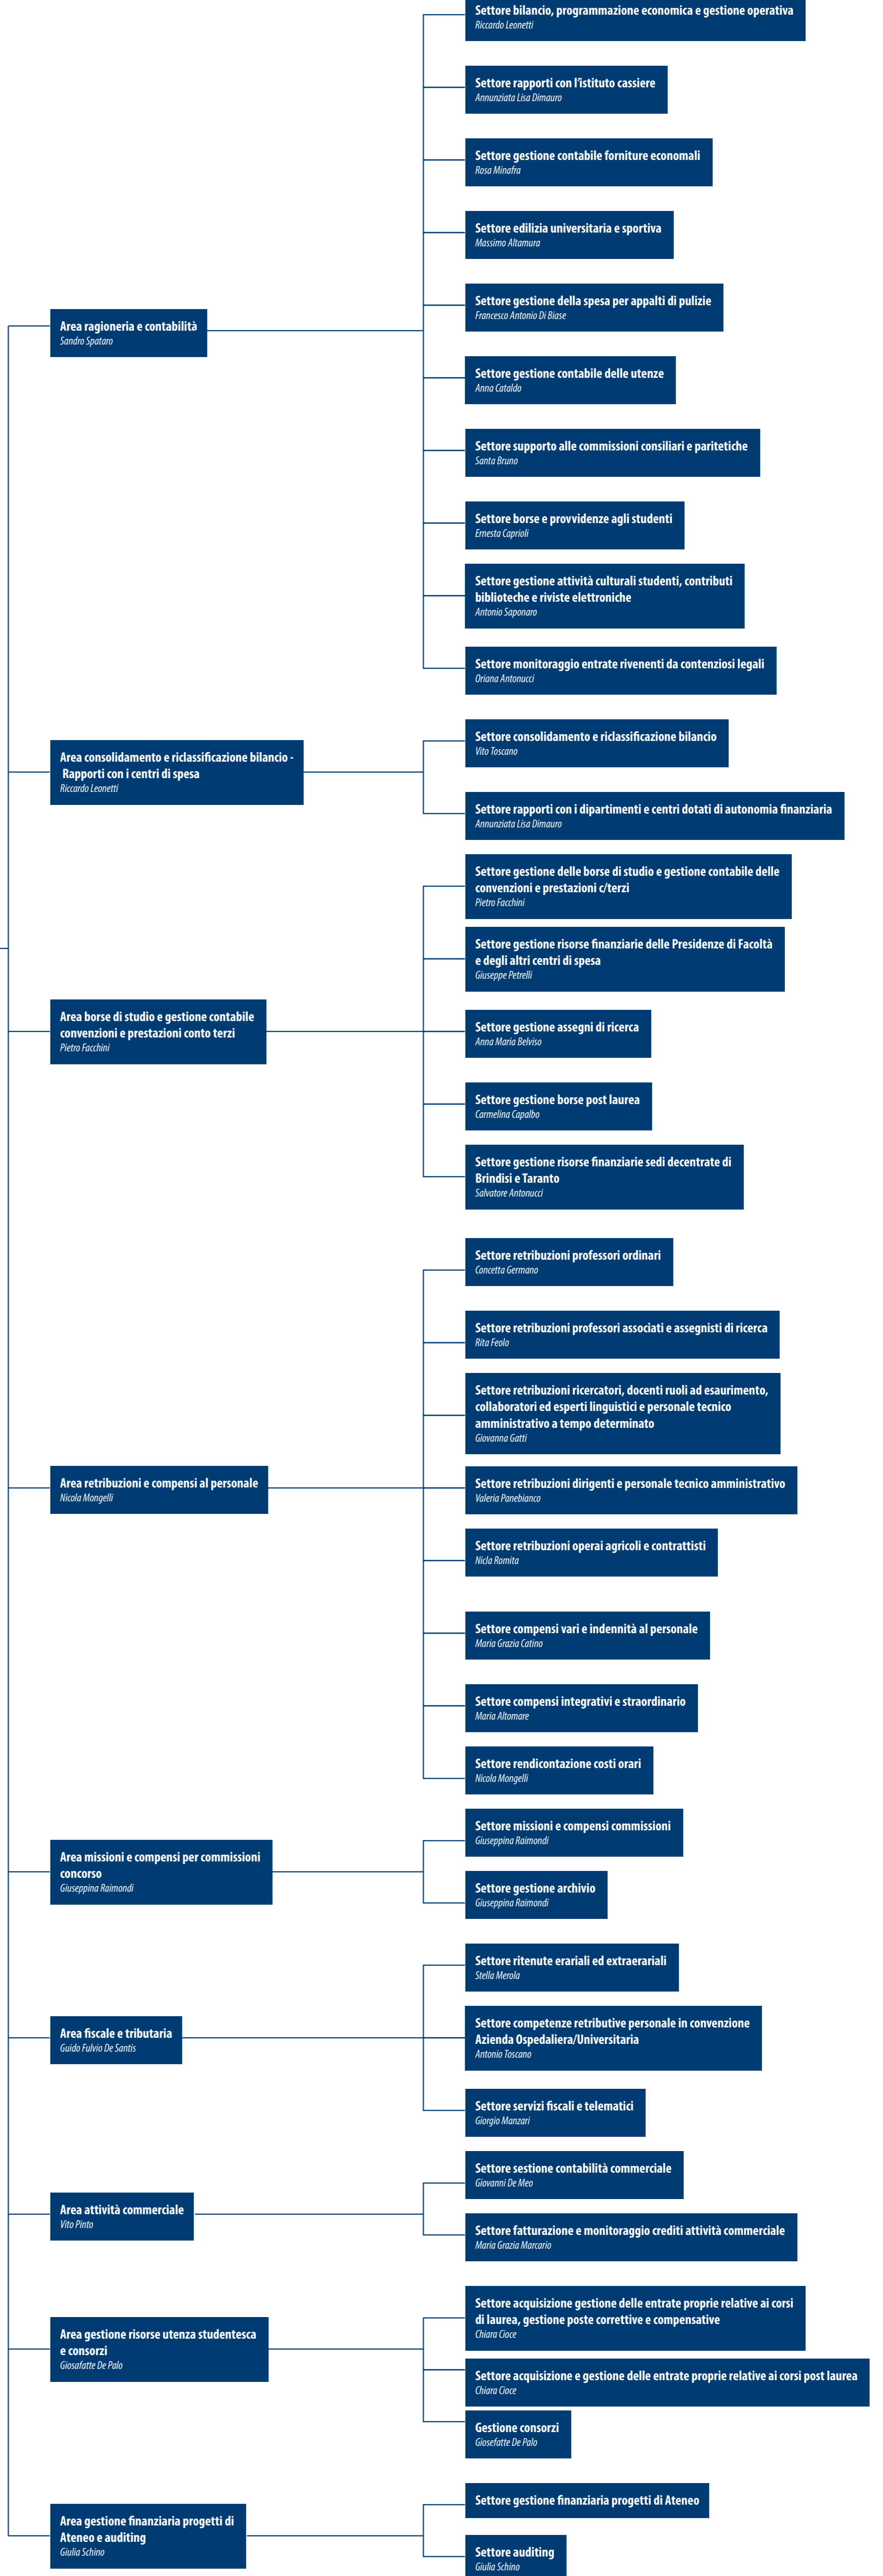 Area ragioneria e contabilità
Sandro Spataro
Settore bilancio, programmazione economica e gestione operativa
Riccardo Leonetti
Settore rapporti con l'istituto cassiere
Annunziata Lisa Dimauro
Settore gestione contabile forniture economali
Rosa Minafra
Settore edilizia universitaria e sportiva
Massimo Altamura
Settore gestione della spesa per appalti di pulizie
Francesco Antonio Di Biase
Settore gestione contabile delle utenze
Anna Cataldo
Settore supporto alle commissioni consiliari e paritetiche
Santa Bruno
Settore borse e provvidenze agli studenti
Ernesta Caprioli
Settore gestione attività culturali studenti, contributi
biblioteche e riviste elettroniche
Antonio Saponaro
Settore monitoraggio entrate rivenenti da contenziosi legali
Oriana Antonucci
Area consolidamento e riclassificazione bilancio -
Rapporti con i centri di spesa
Riccardo Leonetti
Settore consolidamento e riclassificazione bilancio
Vito Toscano
Settore rapporti con i dipartimenti e centri dotati di autonomia finanziaria
Annunziata Lisa Dimauro
Area borse di studio e gestione contabile
convenzioni e prestazioni conto terzi
Pietro Facchini
Settore gestione delle borse di studio e gestione contabile delle
convenzioni e prestazioni c/terzi
Pietro Facchini
Settore gestione risorse finanziarie delle Presidenze di Facoltà
e degli altri centri di spesa
Giuseppe Petrelli
Settore gestione assegni di ricerca
Anna Maria Belviso
Settore gestione borse post laurea
Carmelina Capalbo
Settore gestione risorse finanziarie sedi decentrate di
Brindisi e Taranto
Salvatore Antonucci
Area retribuzioni e compensi al personale
Nicola Mongelli
Settore retribuzioni professori ordinari
Concetta Germano
Settore retribuzioni professori associati e assegnisti di ricerca
Rita Feolo
Settore retribuzioni ricercatori, docenti ruoli ad esaurimento,
collaboratori ed esperti linguistici e personale tecnico
amministrativo a tempo determinato
Giovanna Gatti
Settore retribuzioni dirigenti e personale tecnico amministrativo
Valeria Panebianco
Settore retribuzioni operai agricoli e contrattisti
Nicla Romita
Settore compensi vari e indennità al personale
Maria Grazia Catino
Settore compensi integrativi e straordinario
Maria Altomare
Settore rendicontazione costi orari
Nicola Mongelli
Area missioni e compensi per commissioni
concorso
Giuseppina Raimondi
Settore missioni e compensi commissioni
Giuseppina Raimondi
Settore gestione archivio
Giuseppina Raimondi
Area fiscale e tributaria
Guido Fulvio De Santis
Settore ritenute erariali ed extraerariali
Stella Merola
Settore competenze retributive personale in convenzione
Azienda Ospedaliera/Universitaria
Antonio Toscano
Settore servizi fiscali e telematici
Giorgio Manzari
Area attività commerciale
Vito Pinto
Settore sestione contabilità commerciale
Giovanni De Meo
Settore fatturazione e monitoraggio crediti attività commerciale
Maria Grazia Marcario
Area gestione risorse utenza studentesca
e consorzi
Giosafatte De Palo
Settore acquisizione gestione delle entrate proprie relative ai corsi
di laurea, gestione poste correttive e compensative
Chiara Cioce
Settore acquisizione e gestione delle entrate proprie relative ai corsi post laurea
Chiara Cioce
Gestione consorzi
Giosefatte De Palo
Area gestione finanziaria progetti di
Ateneo e auditing
Giulia Schino
Settore gestione finanziaria progetti di Ateneo
Settore auditing
Giulia Schino